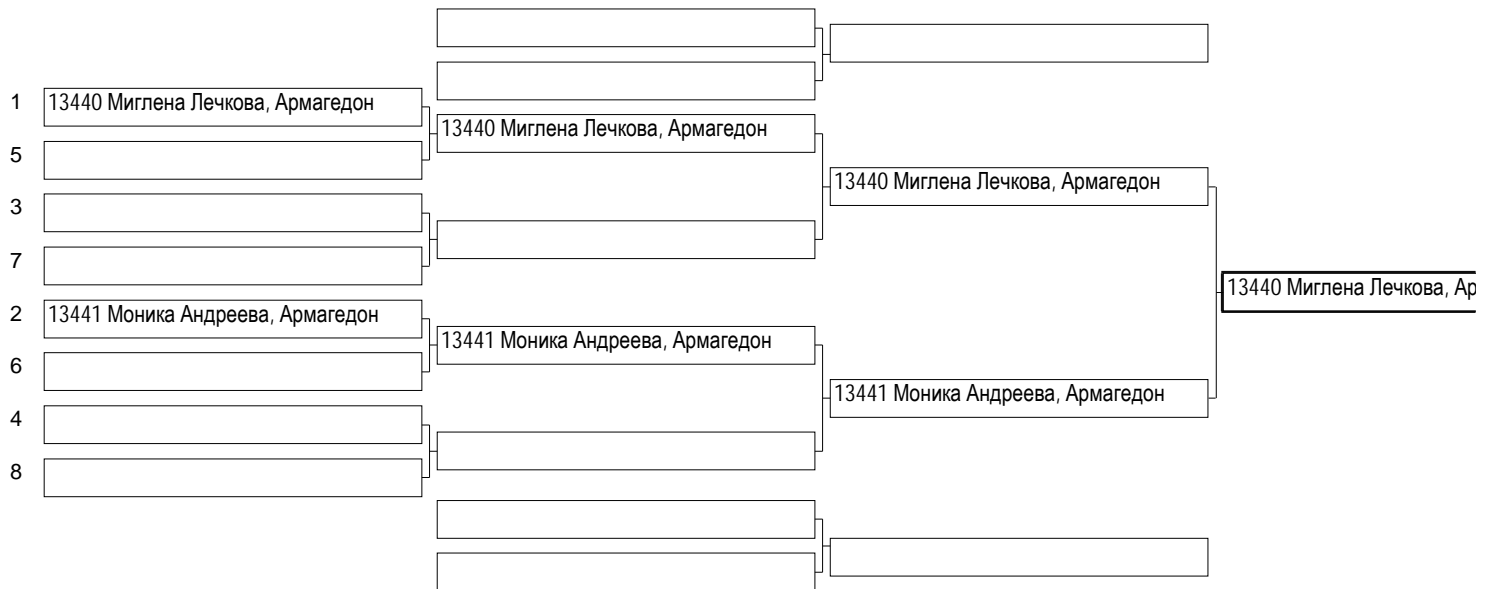 1
13440 Миглена Лечкова, Армагедон
13440 Миглена Лечкова, Армагедон
5
13440 Миглена Лечкова, Армагедон
3
7
13440 Миглена Лечкова, Ар
2
13441 Моника Андреева, Армагедон
13441 Моника Андреева, Армагедон
6
13441 Моника Андреева, Армагедон
4
8